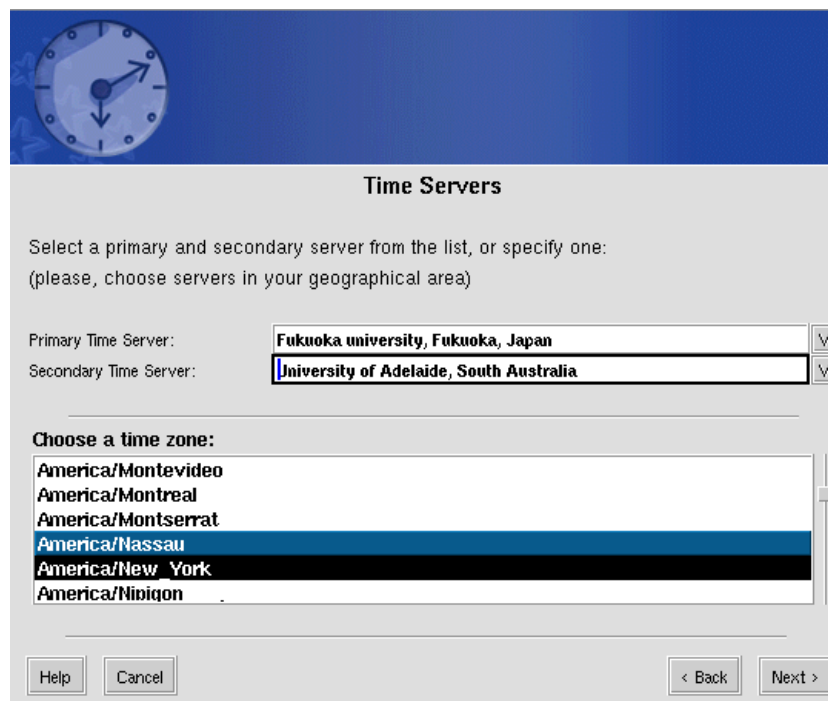 Time Servers
Select a primary and secondary server from the list, or specify one:
(please, choose servers in your geographical area)
Primary Time Server: Fukuoka university, Fukuoka, Japan
Secondary Time Server: University of Adelaide, South Australia
Choose a time zone:
America/Montevideo
America/Montreal
America/Montserrat
America/Nassau
America/New_York
America/Nipigon
Help Cancel < Back Next >